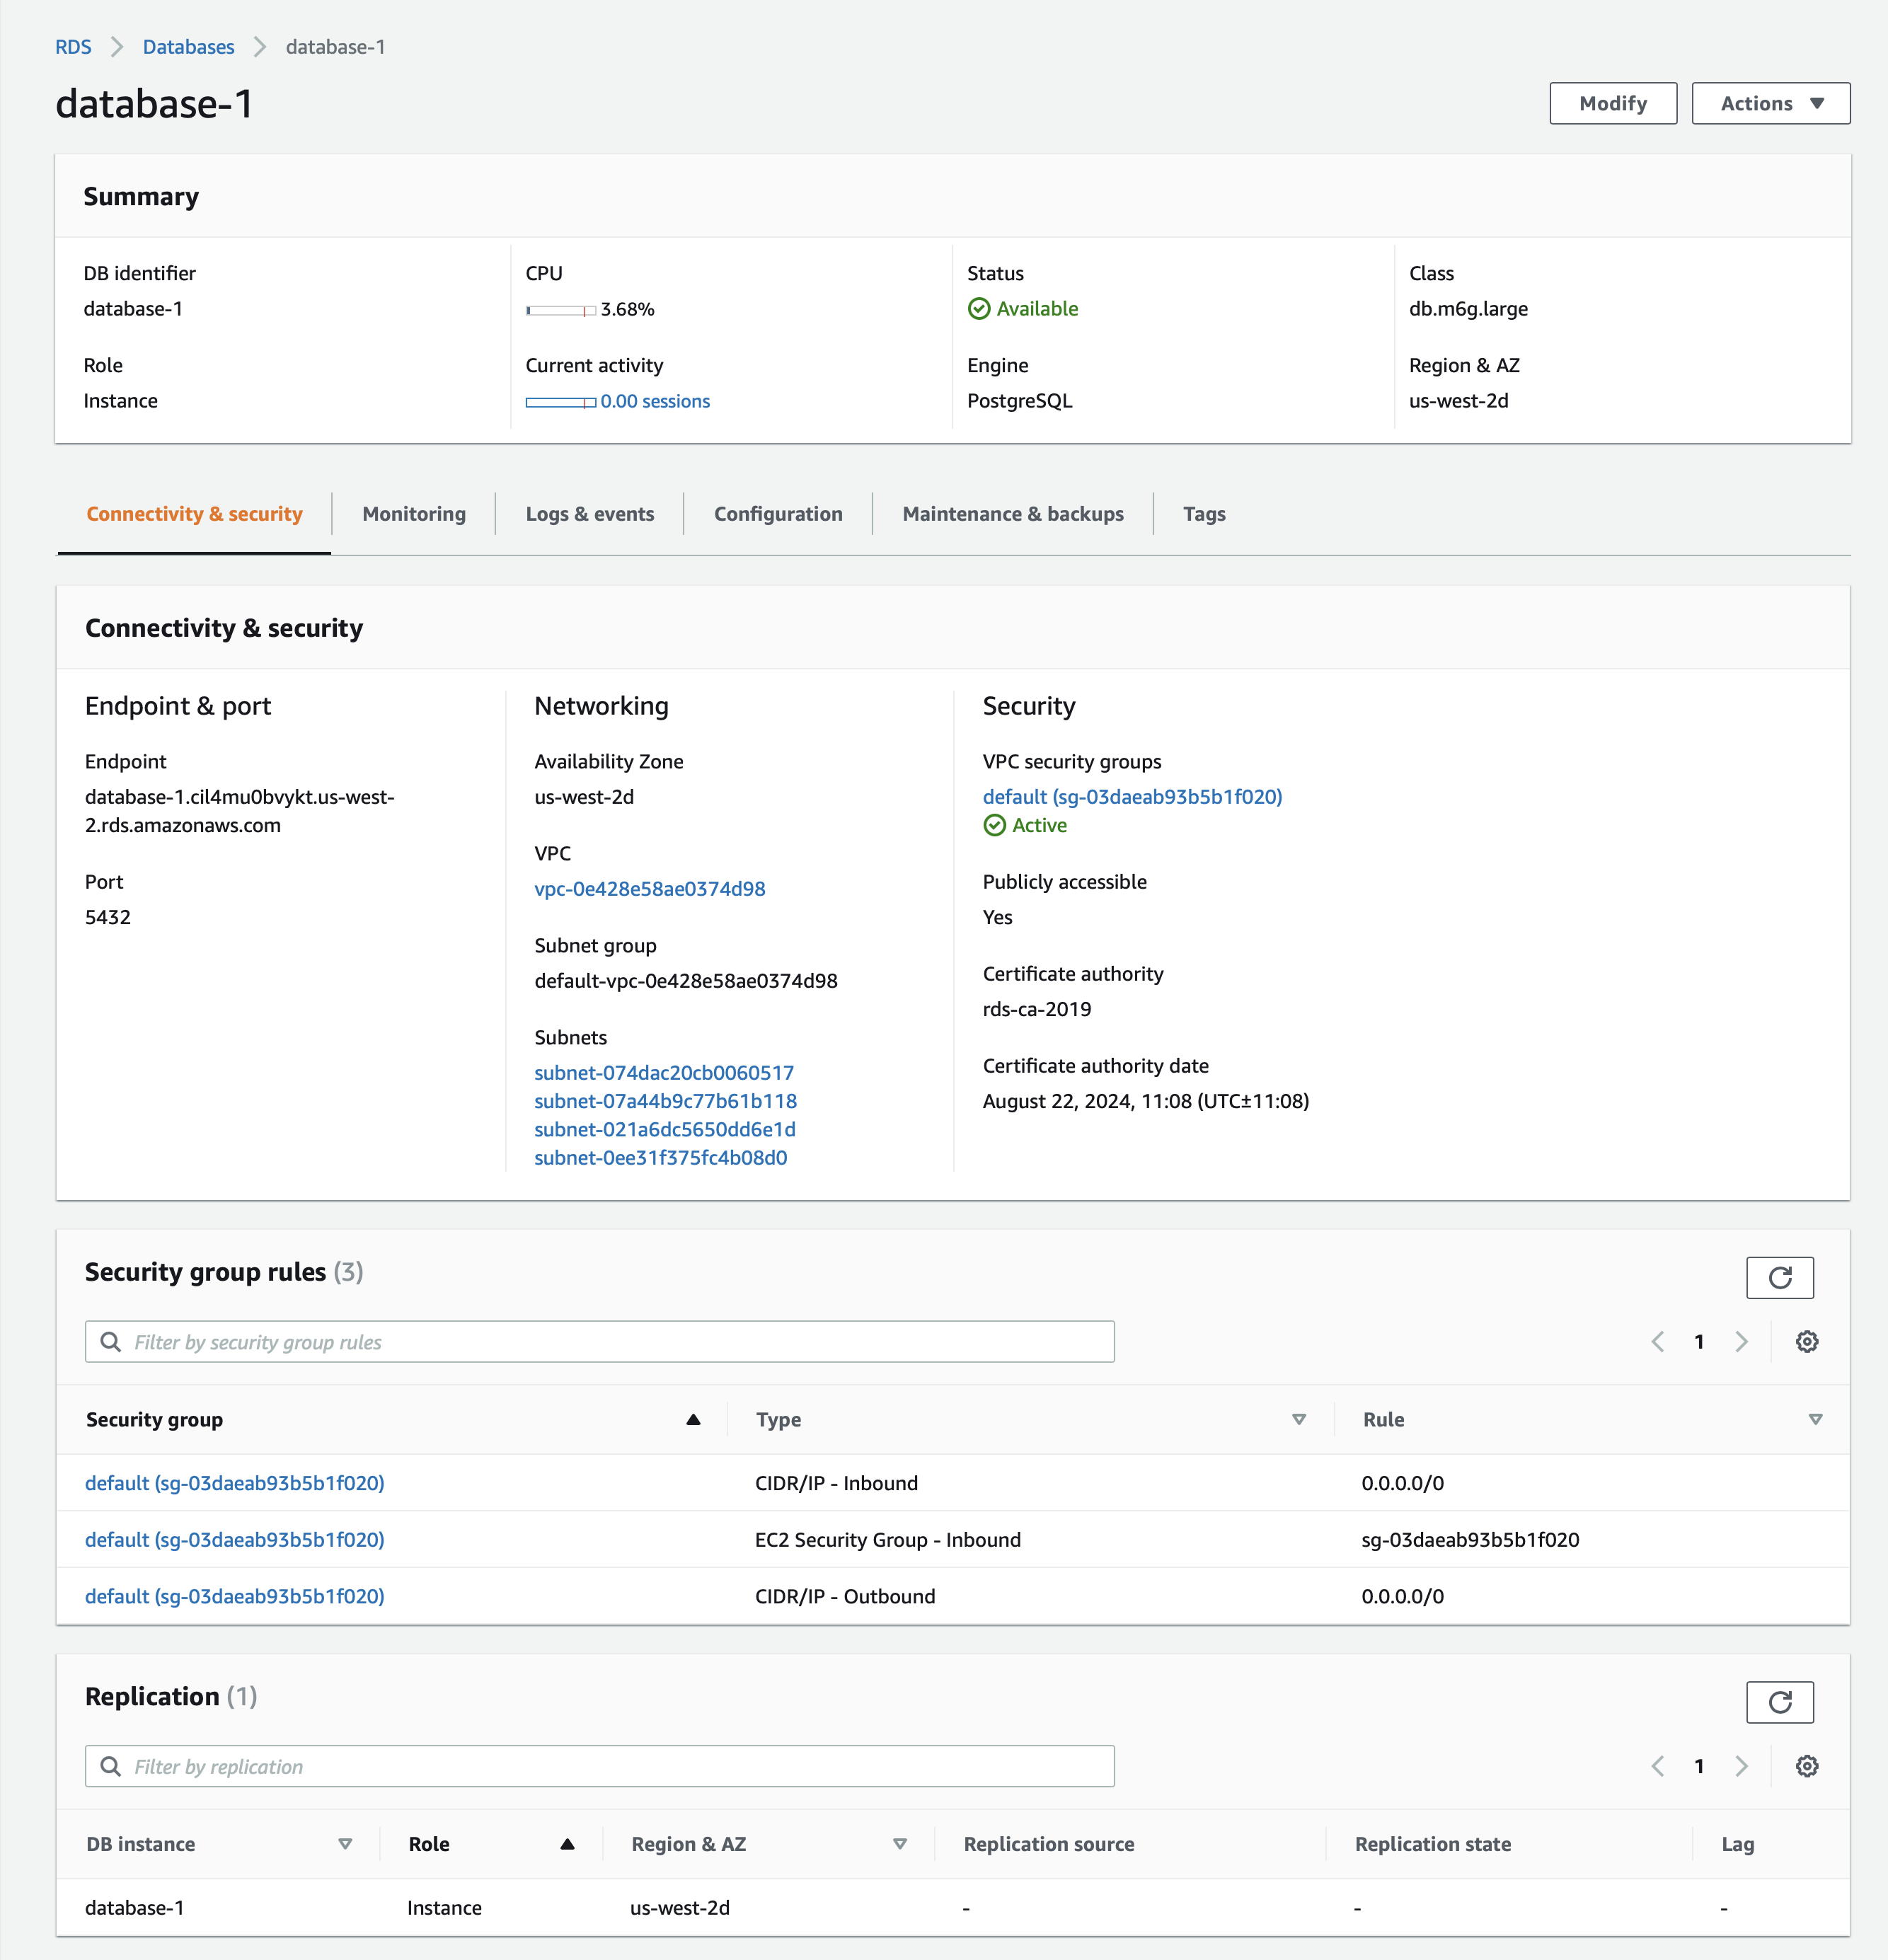 RDS > Databases > database-1
database-1
Modify
Actions ▼
Summary
DB identifier
database-1
CPU
3.68%
Status
Available
Class
db.m6g.large
Role
Instance
Current activity
0.00 sessions
Engine
PostgreSQL
Region & AZ
us-west-2d
Connectivity & security
Monitoring
Logs & events
Configuration
Maintenance & backups
Tags
Connectivity & security
Endpoint & port
Endpoint
database-1.cil4mu0bvykt.us-west-
2.rds.amazonaws.com
Port
5432
Networking
Availability Zone
us-west-2d
VPC
vpc-0e428e58ae0374d98
Subnet group
default-vpc-0e428e58ae0374d98
Subnets
subnet-074dac20cb0060517
subnet-07a44b9c77b61b118
subnet-021a6dc5650dd6e1d
subnet-0ee31f375fc4b08d0
Security
VPC security groups
default (sg-03daeab93b5b1f020)
Active
Publicly accessible
Yes
Certificate authority
rds-ca-2019
Certificate authority date
August 22, 2024, 11:08 (UTC±11:08)
Security group rules (3)
Filter by security group rules
1
Security group
Type
Rule
default (sg-03daeab93b5b1f020)
CIDR/IP - Inbound
0.0.0.0/0
default (sg-03daeab93b5b1f020)
EC2 Security Group - Inbound
sg-03daeab93b5b1f020
default (sg-03daeab93b5b1f020)
CIDR/IP - Outbound
0.0.0.0/0
Replication (1)
Filter by replication
1
DB instance
Role
Region & AZ
Replication source
Replication state
Lag
database-1
Instance
us-west-2d
-
-
-